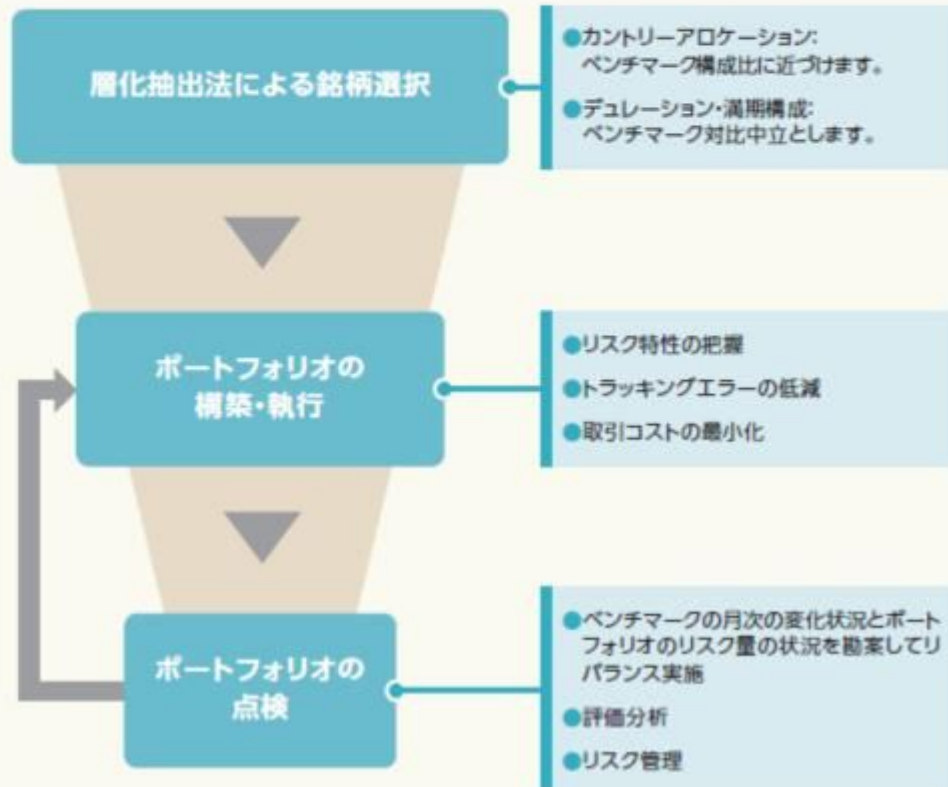 層化抽出法による銘柄選択
●カントリーアロケーション:
ベンチマーク構成比に近づけます。
●デュレーション・満期構成:
ベンチマーク対比中立とします。
ポートフォリオの
構築・執行
●リスク特性の把握
●トラッキングエラーの低減
●取引コストの最小化
ポートフォリオの
点検
●ベンチマークの月次の変化状況とポート
フォリオのリスク量の状況を勘案してリ
バランス実施
●評価分析
●リスク管理